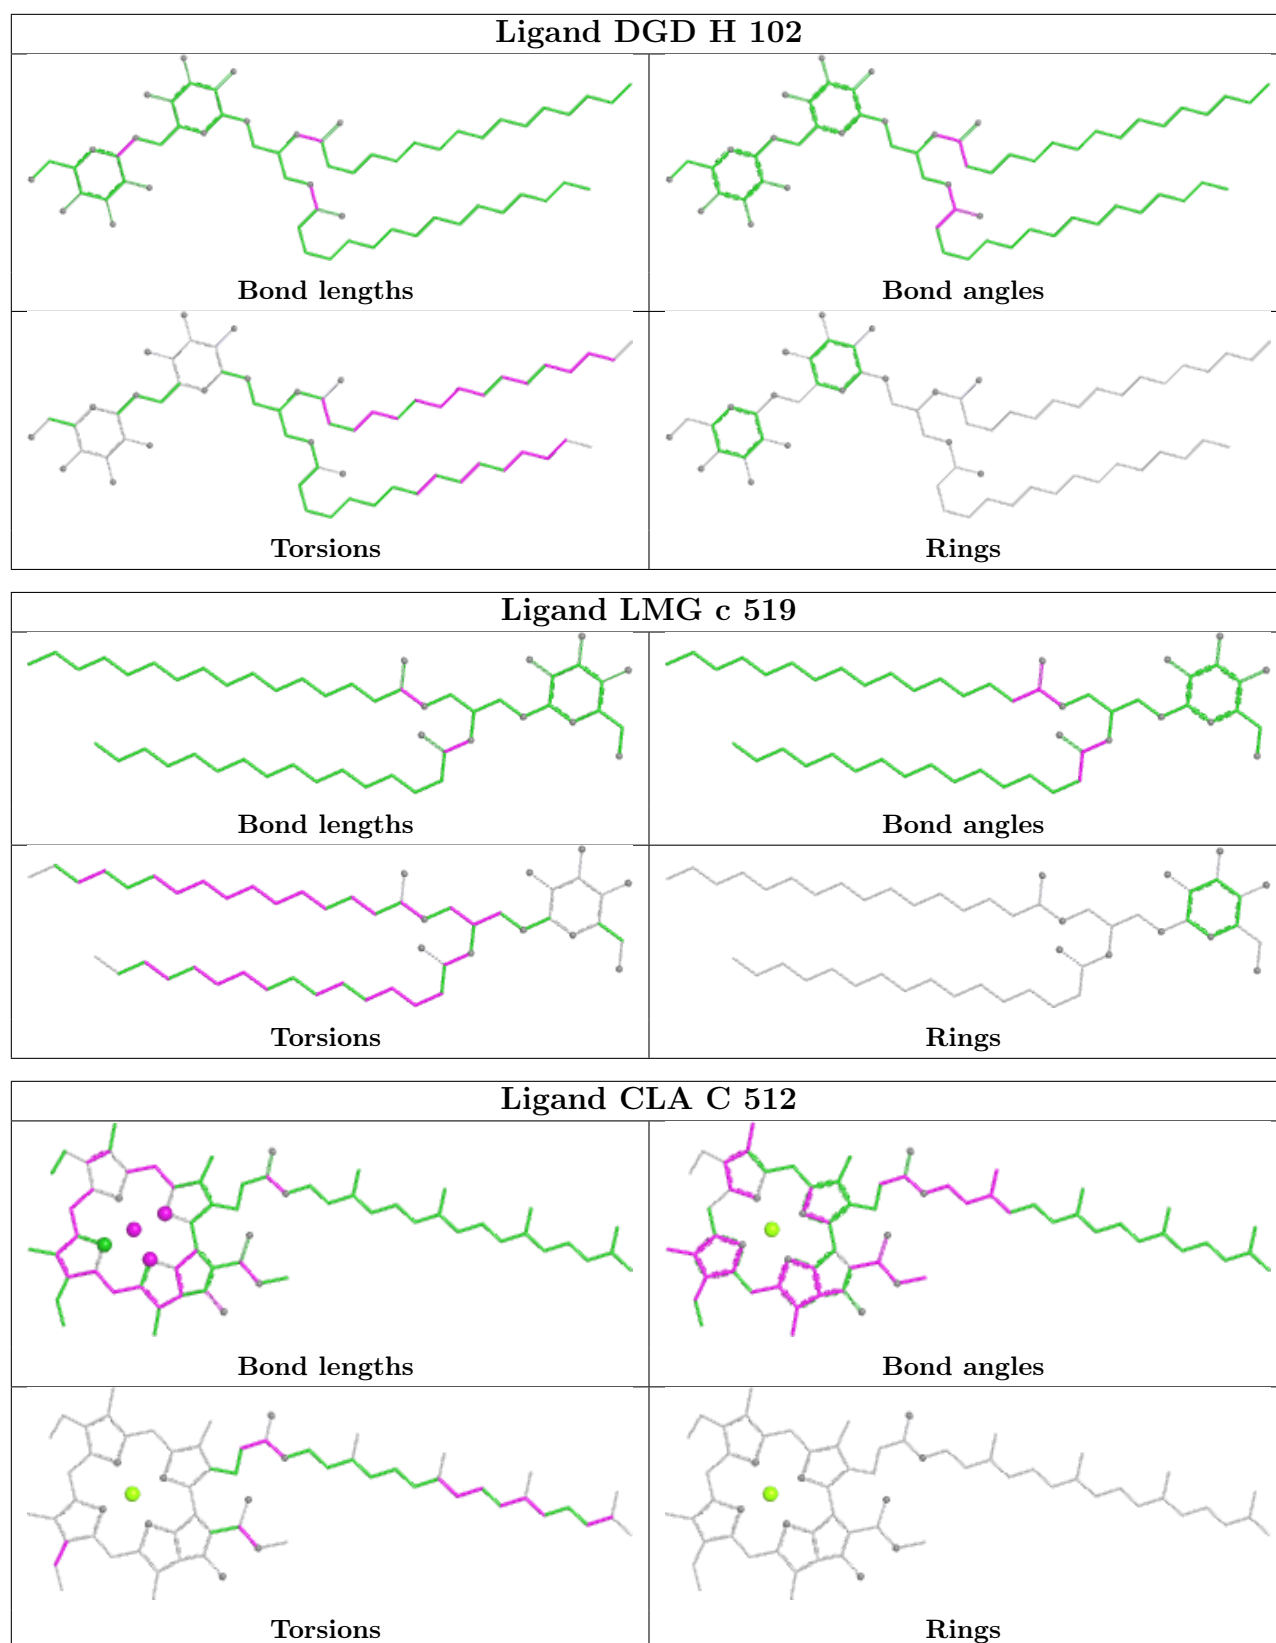 Ligand DGD H 102
Bond lengths
Bond angles
Torsions
Rings
Ligand LMG c 519
Bond lengths
Bond angles
Torsions
Rings
Ligand CLA C 512
Bond lengths
Bond angles
Torsions
Rings